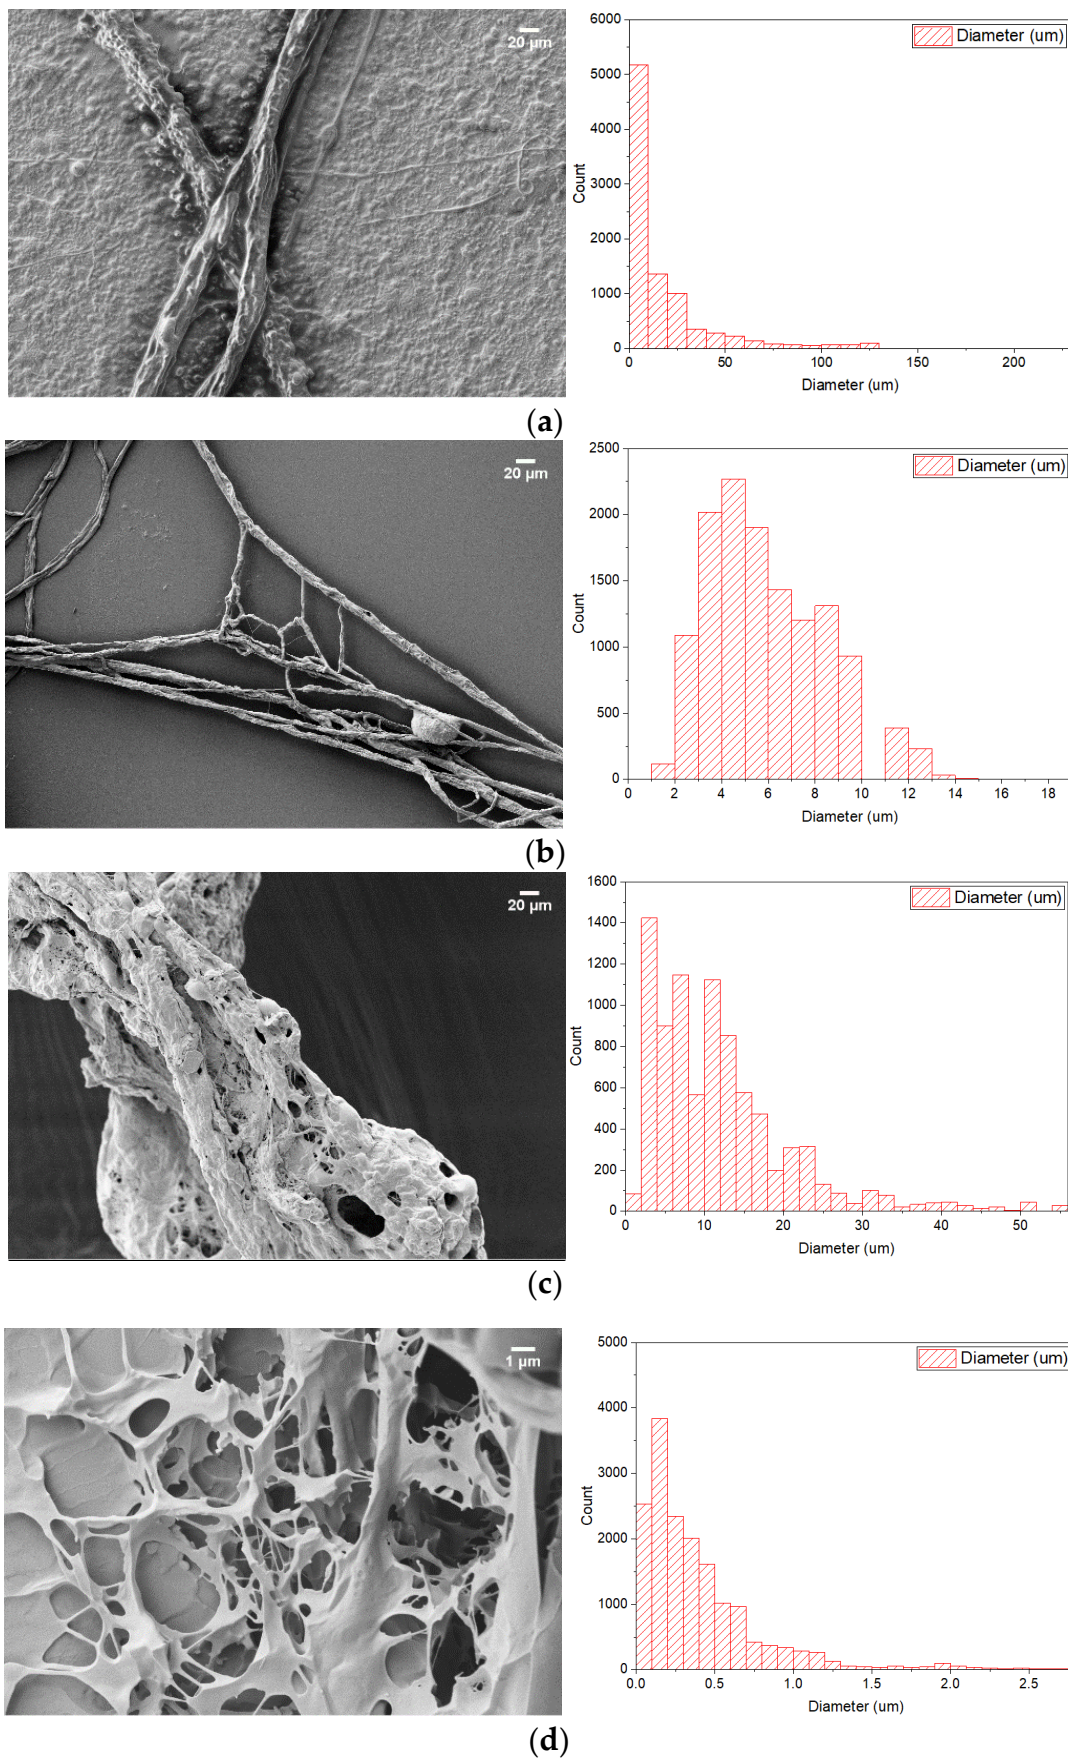 20 µm
6000
5000
4000
3000
2000
1000
0
Count
Diameter (um)
0 50 100 150 200
Diameter (um)
(a)
20 µm
2500
2000
1500
1000
500
0
Count
Diameter (um)
0 2 4 6 8 10 12 14 16 18
Diameter (um)
(b)
20 µm
1600
1400
1200
1000
800
600
400
200
0
Count
Diameter (um)
0 10 20 30 40 50
Diameter (um)
(c)
1 µm
5000
4000
3000
2000
1000
0
Count
Diameter (um)
0.0 0.5 1.0 1.5 2.0 2.5
Diameter (um)
(d)